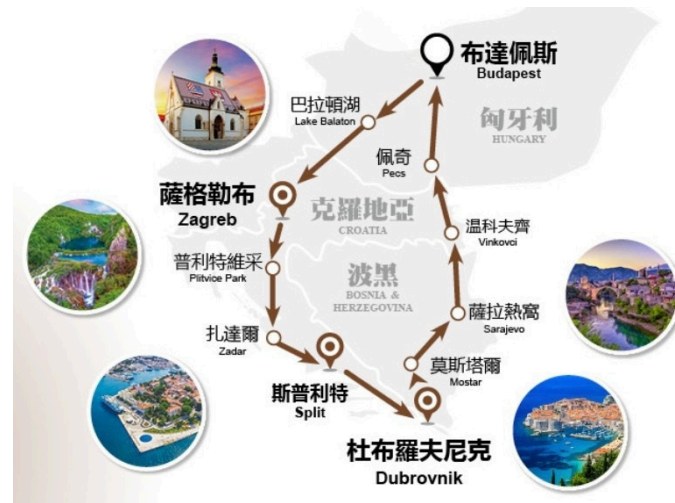 布達佩斯
Budapest
巴拉頓湖
Lake Balaton
匈牙利
HUNGARY
佩奇
Pecs
薩格勒布
Zagreb
克羅地亞
CROATIA
温科夫齊
Vinkovci
普利特維采
Plitvice Park
波黑
BOSNIA &
HERZEGOVINA
薩拉熱窩
Sarajevo
扎達爾
Zadar
莫斯塔爾
Mostar
斯普利特
Split
杜布羅夫尼克
Dubrovnik